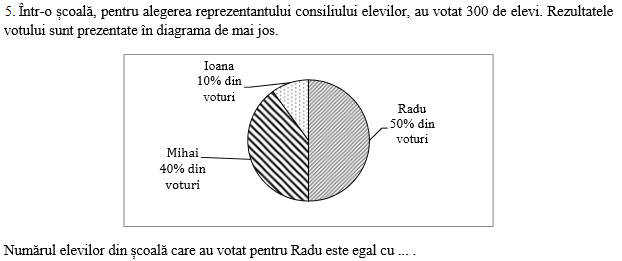 5. Într-o școală, pentru alegerea reprezentantului consiliului elevilor, au votat 300 de elevi. Rezultatele
votului sunt prezentate în diagrama de mai jos.
Ioana
10% din
voturi
Radu
50% din
voturi
Mihai
40% din
voturi
Numărul elevilor din școală care au votat pentru Radu este egal cu ... .